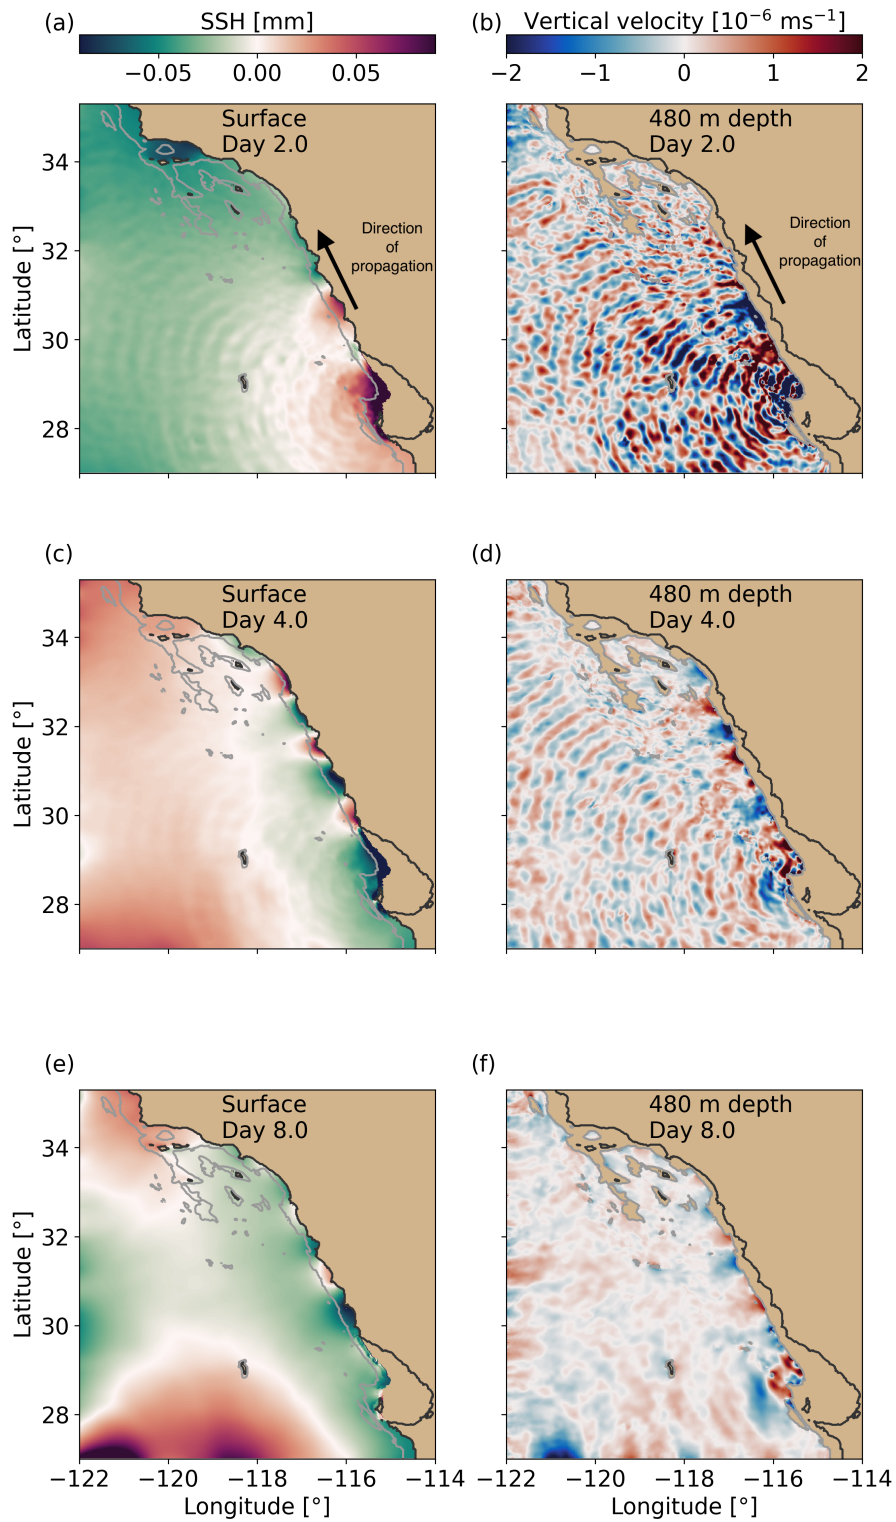 (a)
SSH [mm]
−0.05 0.00 0.05
(b)
Vertical velocity [10⁻⁶ ms⁻¹]
−2 −1 0 1 2
Surface
Day 2.0
Direction
of
propagation
34
32
30
28
Latitude [°]
480 m depth
Day 2.0
Direction
of
propagation
(c)
Surface
Day 4.0
34
32
30
28
Latitude [°]
(d)
480 m depth
Day 4.0
(e)
Surface
Day 8.0
34
32
30
28
Latitude [°]
−122 −120 −118 −116 −114
Longitude [°]
(f)
480 m depth
Day 8.0
−122 −120 −118 −116 −114
Longitude [°]